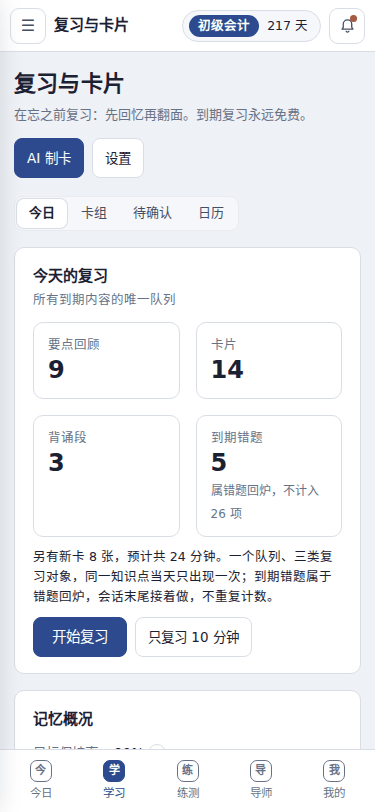 复习与卡片
初级会计 217 天
复习与卡片
在忘之前复习：先回忆再翻面。到期复习永远免费。
AI 制卡 设置
今日 卡组 待确认 日历
今天的复习
所有到期内容的唯一队列
要点回顾
9
卡片
14
背诵段
3
到期错题
5
属错题回炉，不计入
26 项
另有新卡 8 张，预计共 24 分钟。一个队列、三类复
习对象，同一知识点当天只出现一次；到期错题属于
错题回炉，会话末尾接着做，不重复计数。
开始复习 只复习 10 分钟
记忆概况
今 学 练 导 我
今日 学习 练测 导师 我的